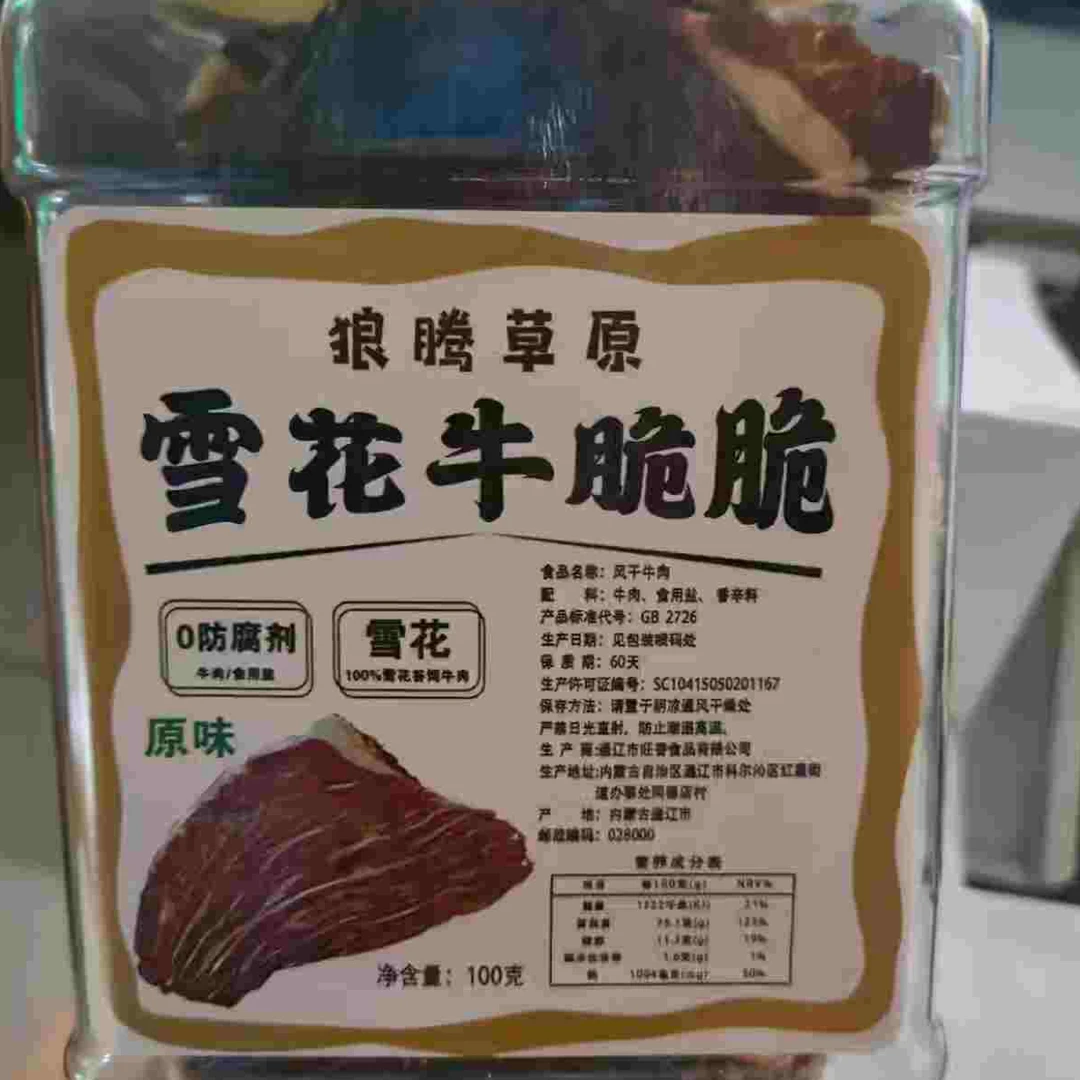 狼腾草原
雪花牛脆脆
0防腐剂
牛肉/食用盐
雪花
100%雪花谷饲牛肉
原味
食品名称：风干牛肉
配 料：牛肉、食用盐、香辛料
产品标准代号：GB 2726
生产日期：见包装喷码处
保质期：60天
生产许可证编号：SC10415050201167
保存方法：请置于阴凉通风干燥处
严禁日光直射，防止潮湿高温。
生产商:通辽市旺香食品有限公司
生产地址:内蒙古自治区通辽市科尔沁区红星街
道办事处
产 地：内蒙古通辽市
邮政编码：028000
营养成分表
项目 每100克(g) NRV%
能量 21%
蛋白质
脂肪 19%
碳水化合物 1%
钠 50%
净含量：100克